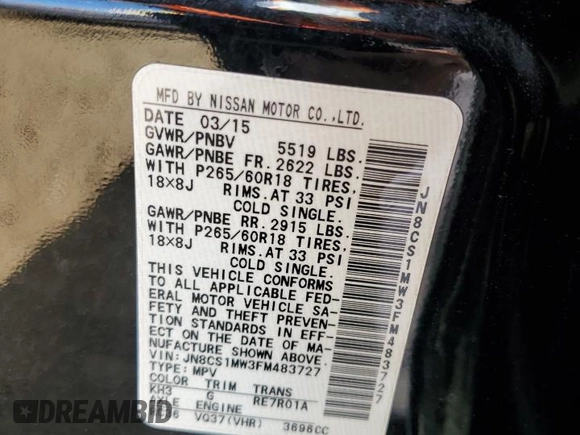 MFD BY NISSAN MOTOR CO.,LTD.
DATE 03/15
GVWR/PNBV 5519 LBS.
GAWR/PNBE FR. 2622 LBS.
WITH P265/60R18 TIRES,
18X8J RIMS.AT 33 PSI
COLD SINGLE.
GAWR/PNBE RR. 2915 LBS.
WITH P265/60R18 TIRES,
18X8J RIMS.AT 33 PSI
COLD SINGLE.
THIS VEHICLE CONFORMS
TO ALL APPLICABLE FED-
ERAL MOTOR VEHICLE SA-
FETY AND THEFT PREVEN-
TION STANDARDS IN EFF-
ECT ON THE DATE OF MA-
NUFACTURE SHOWN ABOVE.
VIN: JN8CS1MW3FM483727
TYPE: MPV
COLOR TRIM TRANS
KH3 G RE7R01A
ENGINE
VQ37(VHR) 3696CC
JN8CS1MW3FM483727
DRIVEAUCTION